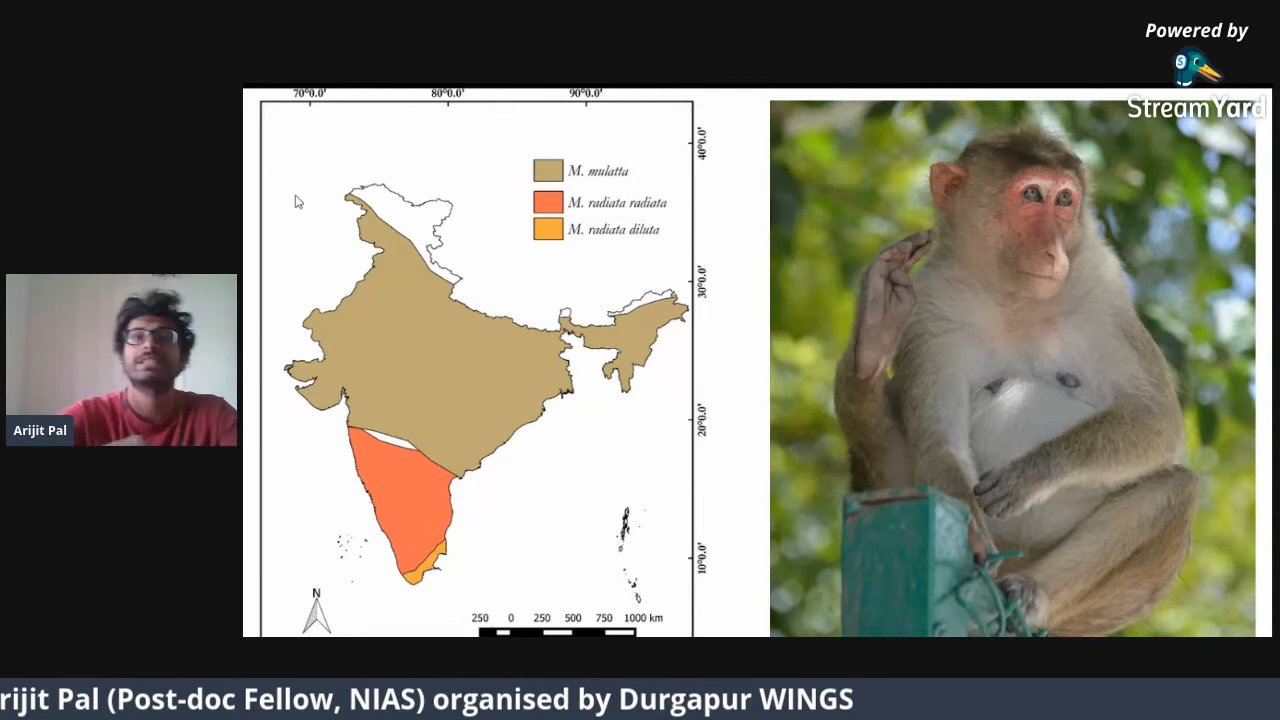 Powered by
StreamYard
70°0.0'
80°0.0'
90°0.0'
40°0.0'
M. mulatta
M. radiata radiata
M. radiata diluta
30°0.0'
20°0.0'
10°0.0'
N
250 0 250 500 750 1000 km
Arijit Pal
rijit Pal (Post-doc Fellow, NIAS) organised by Durgapur WINGS